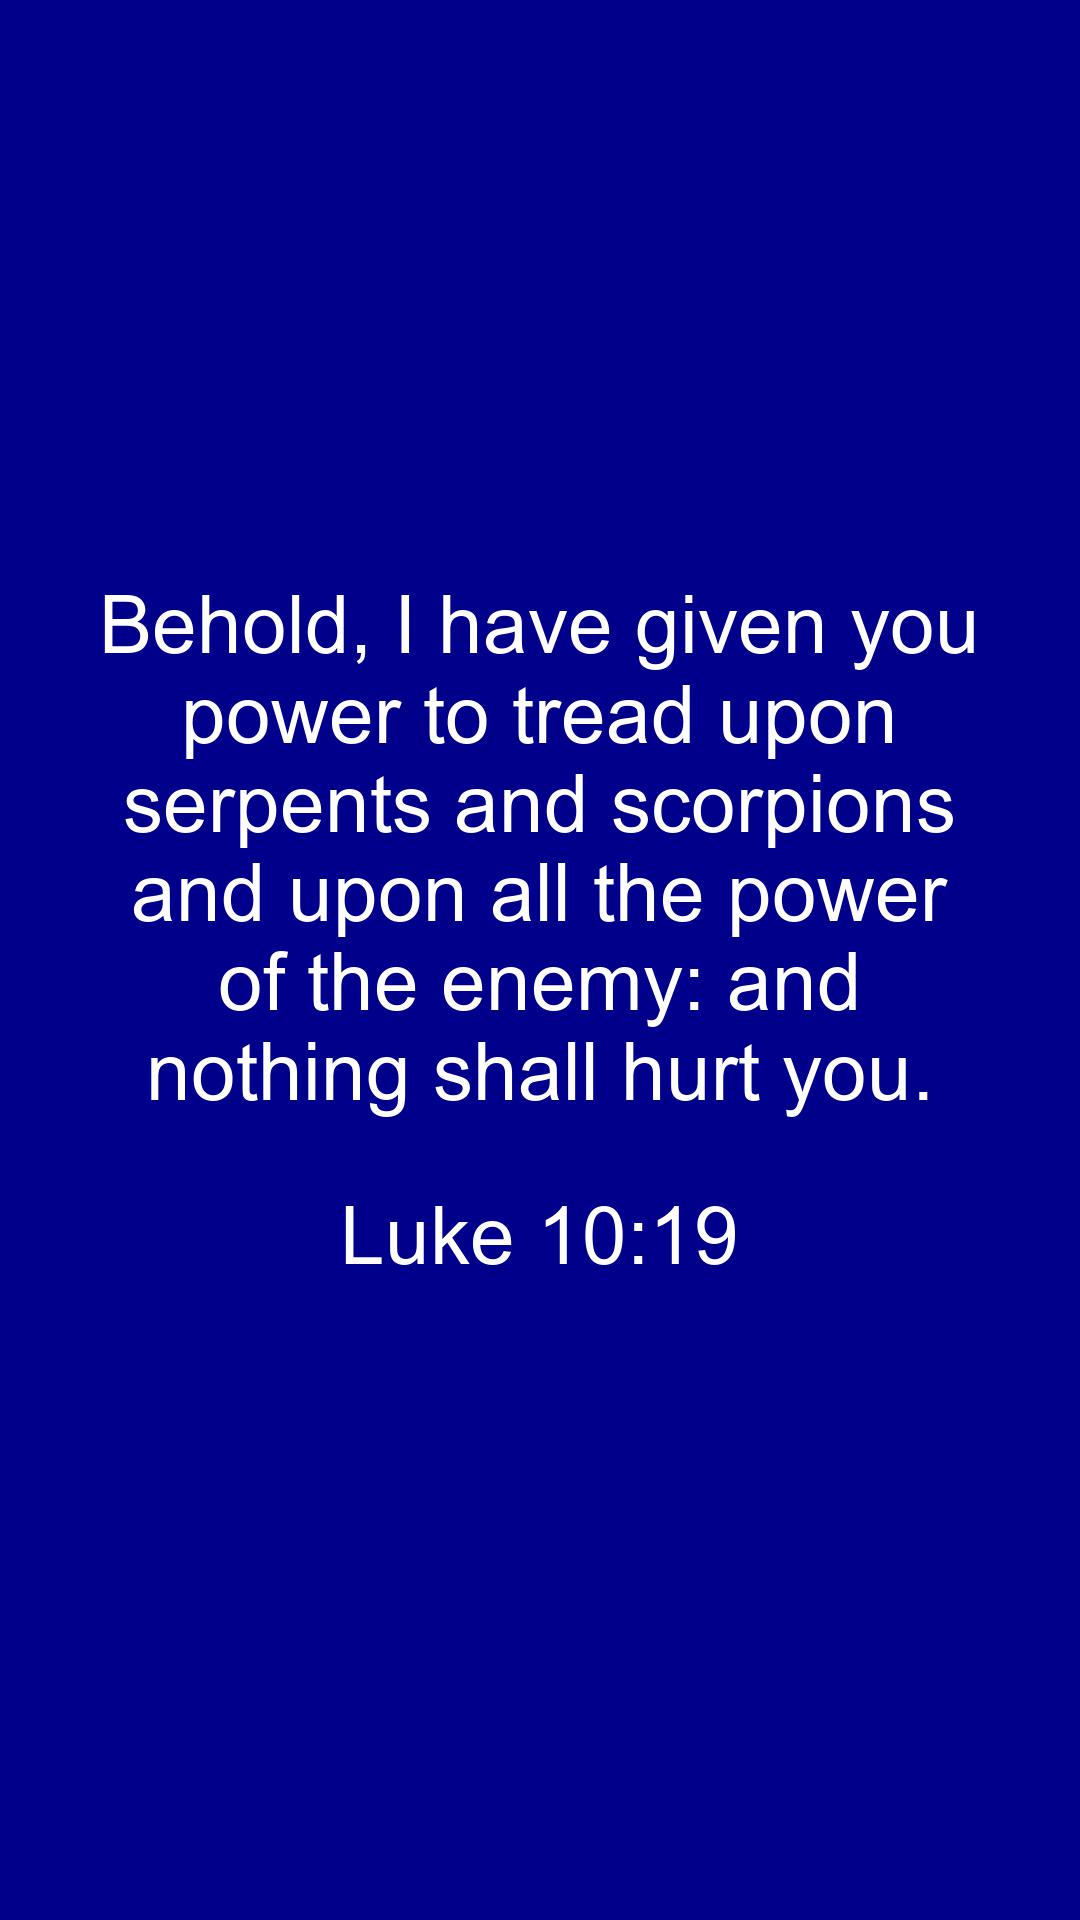 Behold, I have given you
power to tread upon
serpents and scorpions
and upon all the power
of the enemy: and
nothing shall hurt you.
Luke 10:19